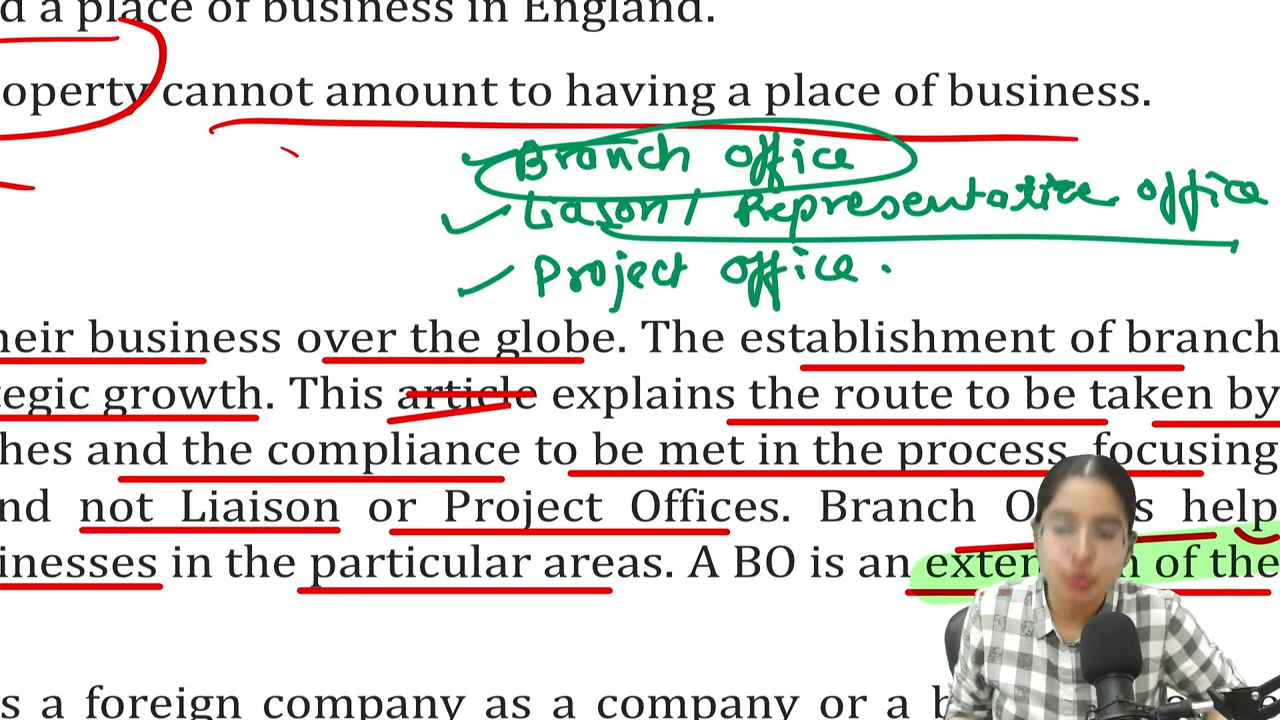 d a place of business in England.
operty cannot amount to having a place of business.
Branch office
Liason/ Representative office
Project office.
heir business over the globe. The establishment of branch
tegic growth. This article explains the route to be taken by
hes and the compliance to be met in the process, focusing
nd not Liaison or Project Offices. Branch O s help
inesses in the particular areas. A BO is an exten n of the
s a foreign company as a company or a b